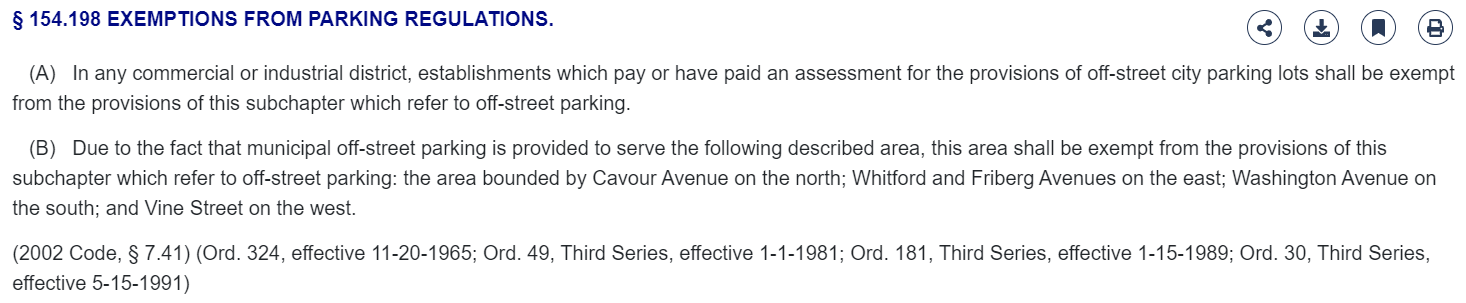 § 154.198 EXEMPTIONS FROM PARKING REGULATIONS.
(A) In any commercial or industrial district, establishments which pay or have paid an assessment for the provisions of off-street city parking lots shall be exempt
from the provisions of this subchapter which refer to off-street parking.
(B) Due to the fact that municipal off-street parking is provided to serve the following described area, this area shall be exempt from the provisions of this
subchapter which refer to off-street parking: the area bounded by Cavour Avenue on the north; Whitford and Friberg Avenues on the east; Washington Avenue on
the south; and Vine Street on the west.
(2002 Code, § 7.41) (Ord. 324, effective 11-20-1965; Ord. 49, Third Series, effective 1-1-1981; Ord. 181, Third Series, effective 1-15-1989; Ord. 30, Third Series,
effective 5-15-1991)